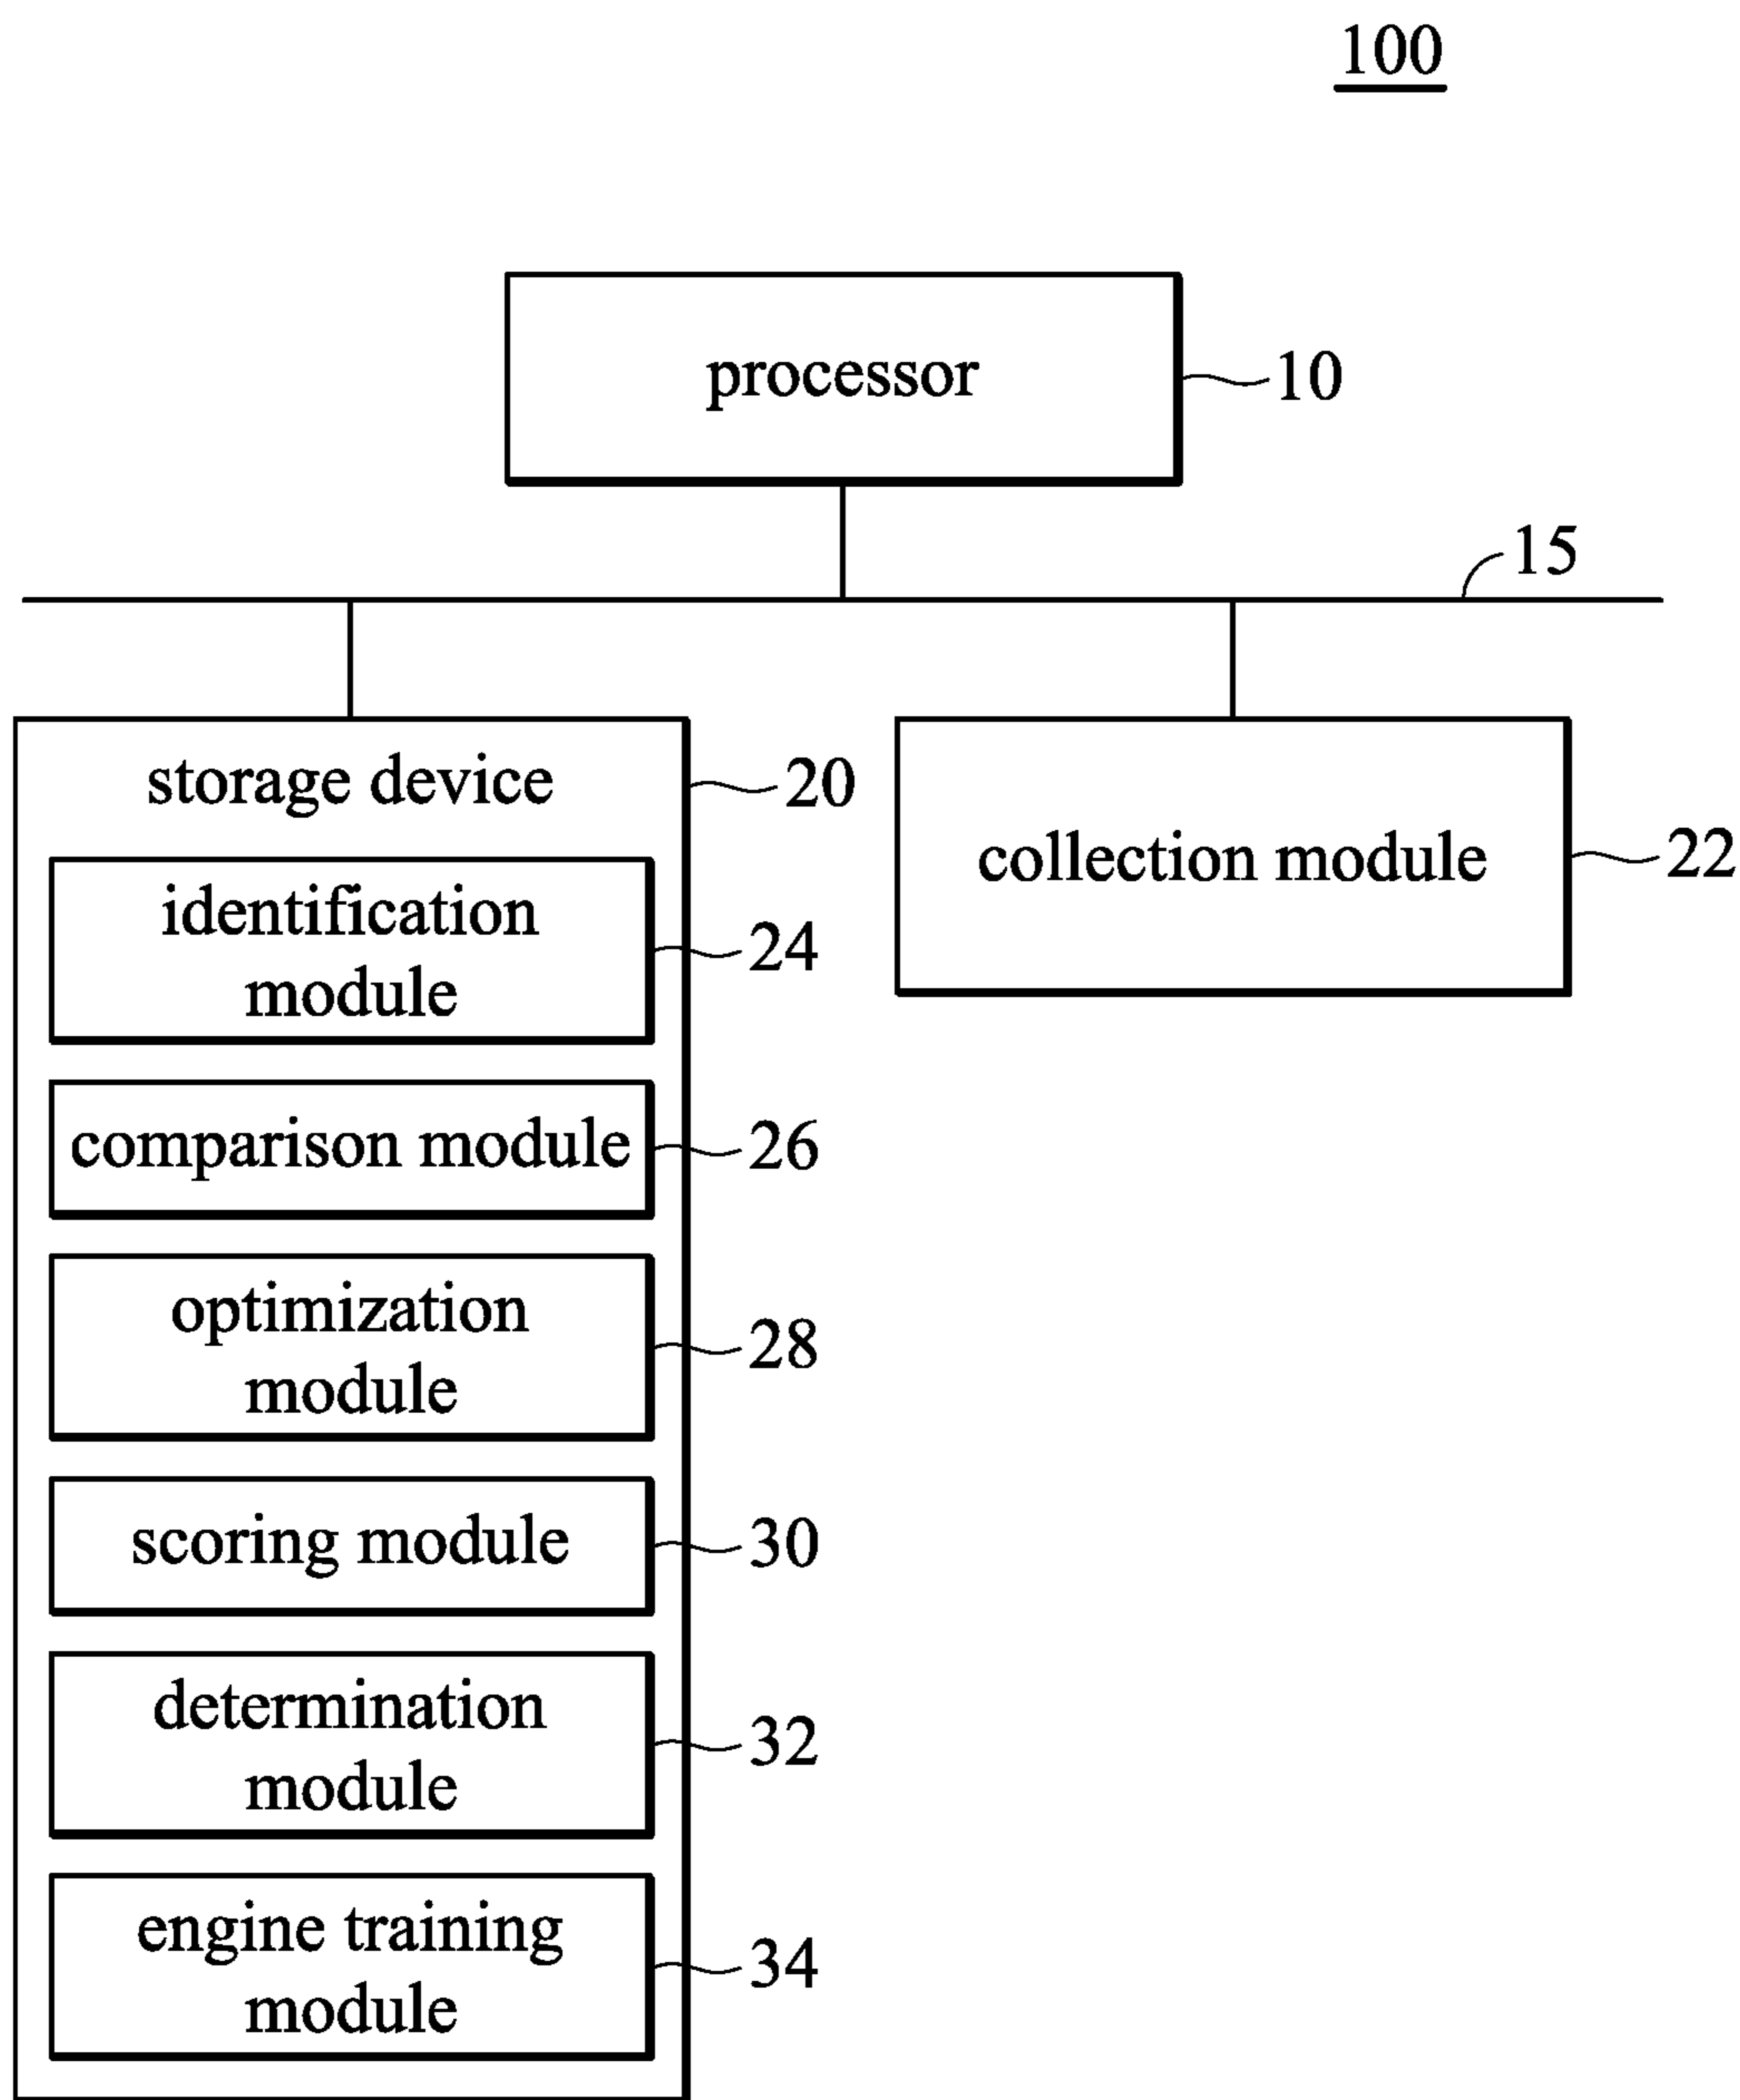 100
processor
10
15
storage device
20
collection module
22
identification
module
24
comparison module
26
optimization
module
28
scoring module
30
determination
module
32
engine training
module
34